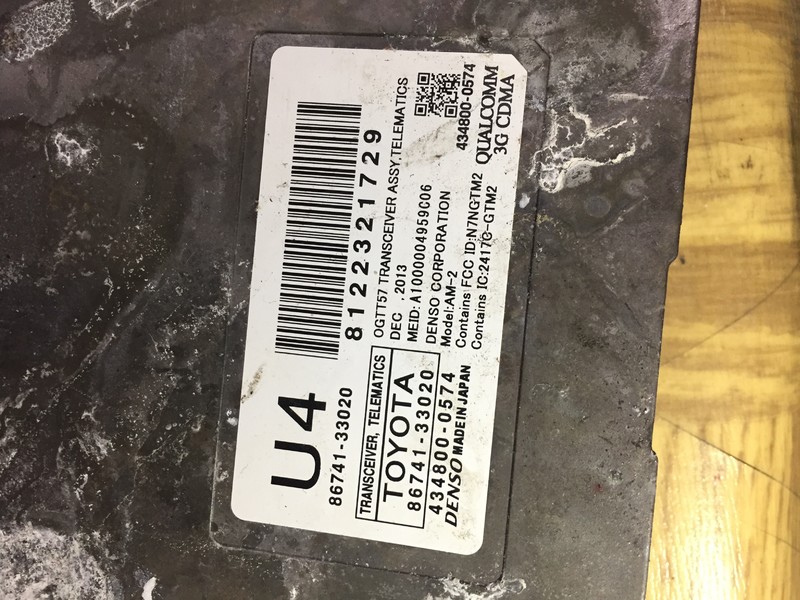 U4
86741-33020
8122321729
TRANSCEIVER, TELEMATICS
TOYOTA
86741-33020
434800-0574
DENSO MADE IN JAPAN
OGTT57 TRANSCEIVER ASSY,TELEMATICS
DEC ,2013
MEID: A1000004959C06
DENSO CORPORATION
Model:AM-2
Contains FCC ID:N7NGTM2
Contains IC:2417C-GTM2
434800-0574
QUALCOMM
3G CDMA